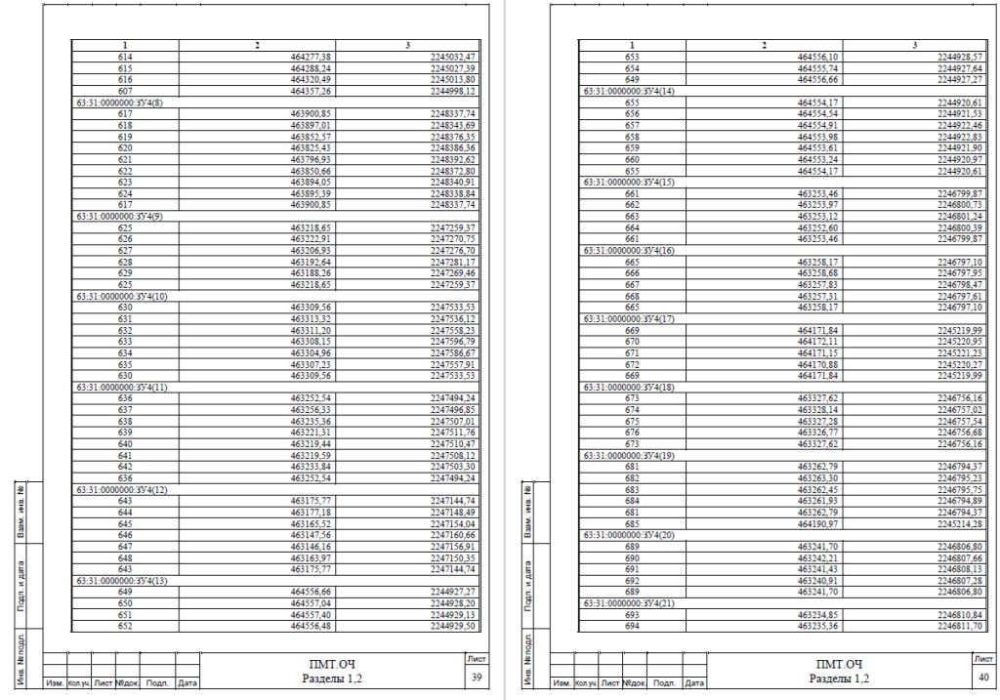 1 2 3
614 464277,38 2245032,47
615 464288,24 2245027,39
616 464320,49 2245013,80
607 464357,26 2244998,12
63:31:0000000:ЗУ4(8)
617 463900,85 2248337,74
618 463897,01 2248343,69
619 463852,57 2248376,35
620 463825,43 2248386,36
621 463796,93 2248392,62
622 463850,66 2248372,80
623 463894,05 2248340,91
624 463895,39 2248338,84
617 463900,85 2248337,74
63:31:0000000:ЗУ4(9)
625 463218,65 2247259,37
626 463222,91 2247270,75
627 463206,93 2247276,70
628 463192,64 2247281,17
629 463188,26 2247269,46
625 463218,65 2247259,37
63:31:0000000:ЗУ4(10)
630 463309,56 2247533,53
631 463313,32 2247536,12
632 463311,20 2247558,23
633 463308,15 2247596,79
634 463304,96 2247586,67
635 463307,23 2247557,91
630 463309,56 2247533,53
63:31:0000000:ЗУ4(11)
636 463252,54 2247494,24
637 463256,33 2247496,85
638 463235,36 2247507,01
639 463221,31 2247511,76
640 463219,44 2247510,47
641 463219,59 2247508,12
642 463233,84 2247503,30
636 463252,54 2247494,24
63:31:0000000:ЗУ4(12)
643 463175,77 2247144,74
644 463177,18 2247148,49
645 463165,52 2247154,04
646 463147,56 2247160,66
647 463146,16 2247156,91
648 463163,97 2247150,35
643 463175,77 2247144,74
63:31:0000000:ЗУ4(13)
649 464556,66 2244927,27
650 464557,04 2244928,20
651 464557,40 2244929,13
652 464556,48 2244929,50
Взам. инв. №
Подп. и дата
Инв. №подл.
Изм. Кол.уч. Лист №док. Подп. Дата
ПМТ.ОЧ
Разделы 1,2
Лист
39
1 2 3
653 464556,10 2244928,57
654 464555,74 2244927,64
649 464556,66 2244927,27
63:31:0000000:ЗУ4(14)
655 464554,17 2244920,61
656 464554,54 2244921,53
657 464554,91 2244922,46
658 464553,98 2244922,83
659 464553,61 2244921,90
660 464553,24 2244920,97
655 464554,17 2244920,61
63:31:0000000:ЗУ4(15)
661 463253,46 2246799,87
662 463253,97 2246800,73
663 463253,12 2246801,24
664 463252,60 2246800,39
661 463253,46 2246799,87
63:31:0000000:ЗУ4(16)
665 463258,17 2246797,10
666 463258,68 2246797,95
667 463257,83 2246798,47
668 463257,31 2246797,61
665 463258,17 2246797,10
63:31:0000000:ЗУ4(17)
669 464171,84 2245219,99
670 464172,11 2245220,95
671 464171,15 2245221,23
672 464170,88 2245220,27
669 464171,84 2245219,99
63:31:0000000:ЗУ4(18)
673 463327,62 2246756,16
674 463328,14 2246757,02
675 463327,28 2246757,54
676 463326,77 2246756,68
673 463327,62 2246756,16
63:31:0000000:ЗУ4(19)
681 463262,79 2246794,37
682 463263,30 2246795,23
683 463262,45 2246795,75
684 463261,93 2246794,89
681 463262,79 2246794,37
685 464190,97 2245214,28
63:31:0000000:ЗУ4(20)
689 463241,70 2246806,80
690 463242,21 2246807,66
691 463241,43 2246808,13
692 463240,91 2246807,28
689 463241,70 2246806,80
63:31:0000000:ЗУ4(21)
693 463234,85 2246810,84
694 463235,36 2246811,70
Взам. инв. №
Подп. и дата
Инв. №подл.
Изм. Кол.уч. Лист №док. Подп. Дата
ПМТ.ОЧ
Разделы 1,2
Лист
40